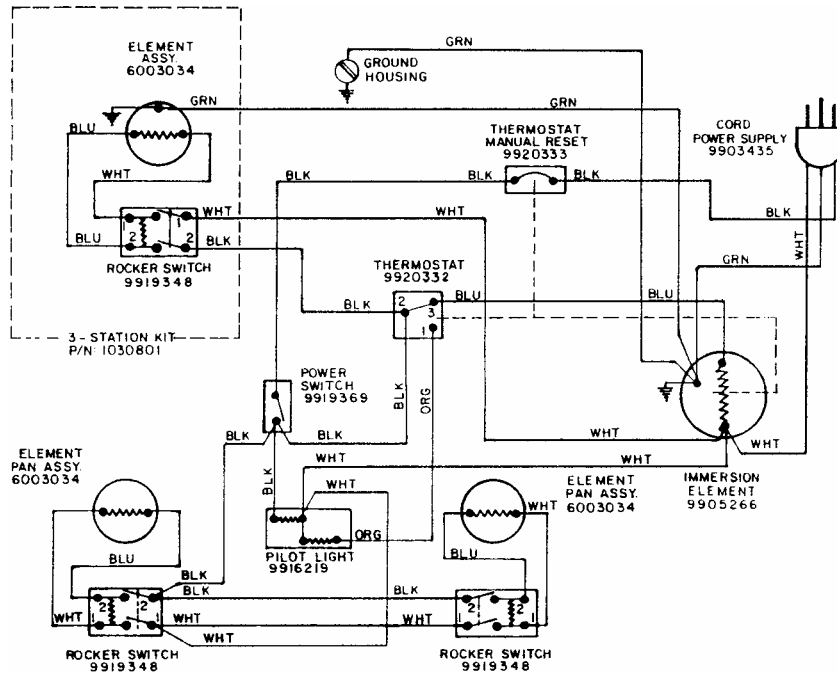 GRN
ELEMENT
ASSY.
6003034
GROUND
HOUSING
GRN
GRN
CORD
POWER SUPPLY
9903435
BLU
THERMOSTAT
MANUAL RESET
9920333
WHT
BLK
BLK
BLK
1
1
WHT
BLK
BLU
2
2
BLK
WHT
ROCKER SWITCH
9919348
THERMOSTAT
9920332
GRN
BLK
2
BLU
BLU
3
1
3-STATION KIT
P/N: 1030801
POWER
SWITCH
9919369
BLK
ORG
BLK
BLK
WHT
WHT
ELEMENT
PAN ASSY.
6003034
WHT
WHT
BLK
WHT
ELEMENT
PAN ASSY.
6003034
IMMERSION
ELEMENT
9905266
WHT
ORG
BLU
PILOT LIGHT
9916219
BLU
BLK
BLK
BLK
2
2
2
2
WHT
1
1
WHT
WHT
1
1
WHT
WHT
ROCKER SWITCH
9919348
ROCKER SWITCH
9919348